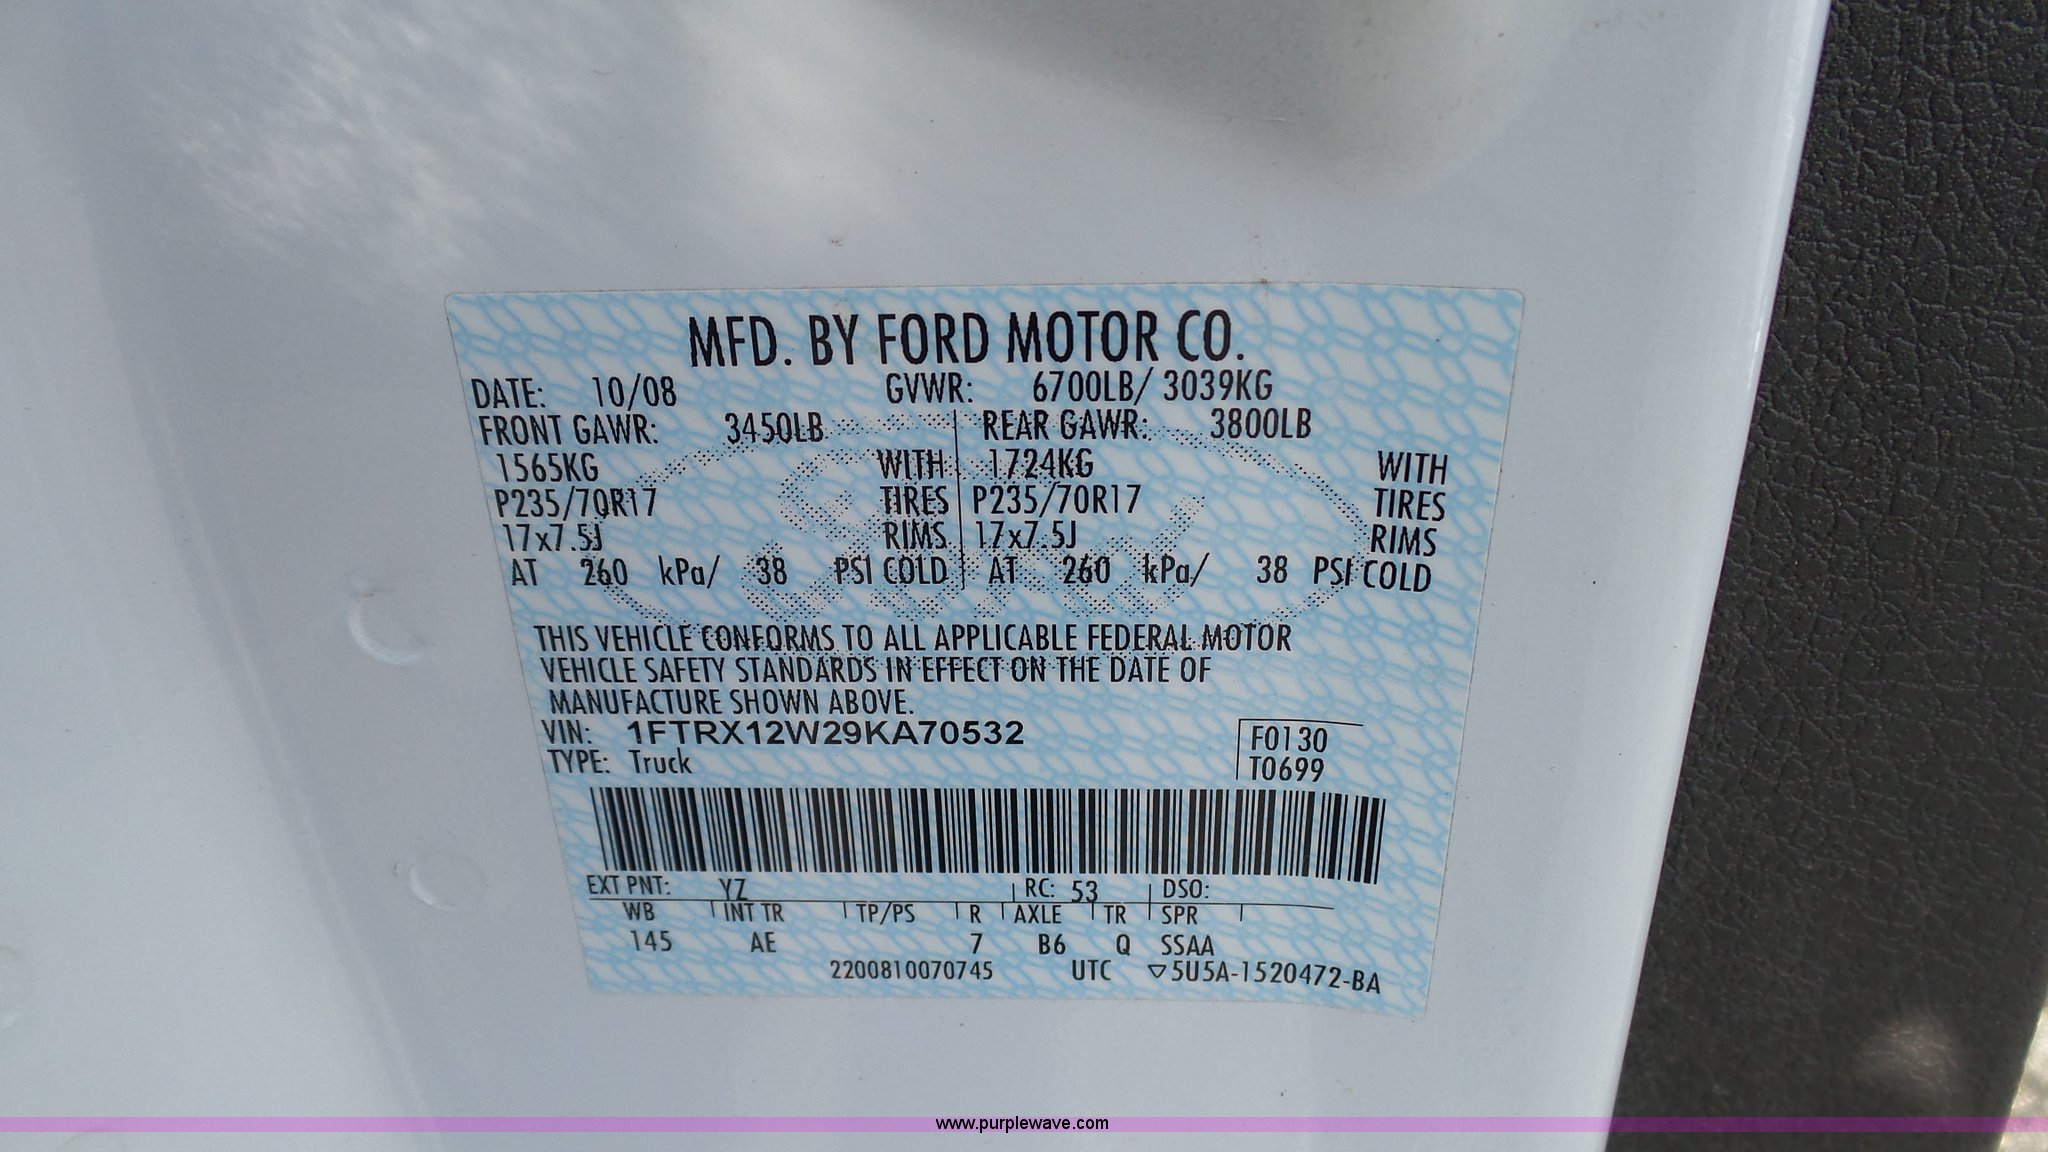 MFD. BY FORD MOTOR CO.
DATE: 10/08 GVWR: 6700LB/ 3039KG
FRONT GAWR: 3450LB REAR GAWR: 3800LB
1565KG WITH 1724KG WITH
P235/70R17 TIRES P235/70R17 TIRES
17x7.5J RIMS 17x7.5J RIMS
AT 260 kPa/ 38 PSI COLD AT 260 kPa/ 38 PSI COLD
THIS VEHICLE CONFORMS TO ALL APPLICABLE FEDERAL MOTOR
VEHICLE SAFETY STANDARDS IN EFFECT ON THE DATE OF
MANUFACTURE SHOWN ABOVE.
VIN: 1FTRX12W29KA70532 F0130
TYPE: Truck T0699
EXT PNT: YZ RC: 53 DSO:
WB INT TR TP/PS R AXLE TR SPR
145 AE 7 B6 Q SSAA
2200810070745 UTC ▽5U5A-1520472-BA
www.purplewave.com